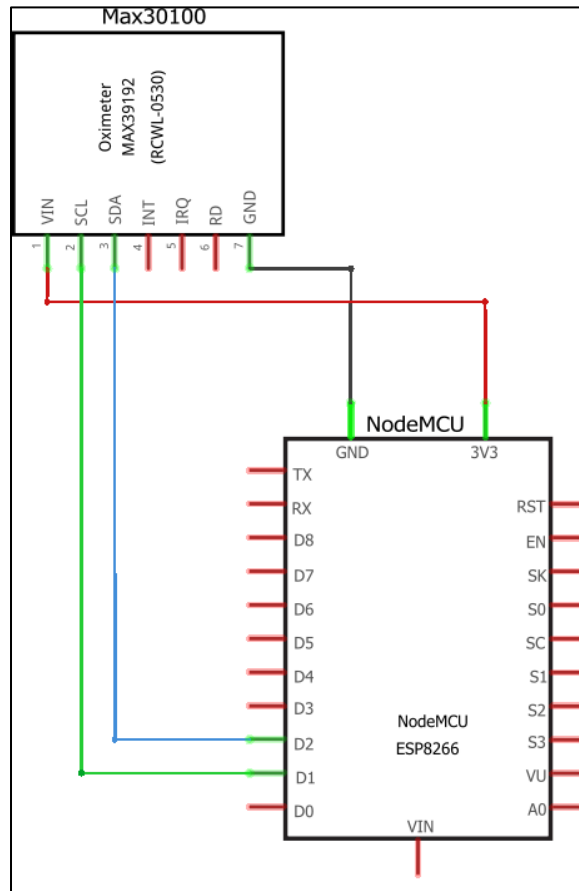 Max30100
Oximeter
MAX39192
(RCWL-0530)
VIN
SCL
SDA
INT
IRQ
RD
GND
1
2
3
4
5
6
7
NodeMCU
GND
3V3
TX
RX
D8
D7
D6
D5
D4
D3
D2
D1
D0
RST
EN
SK
S0
SC
S1
S2
S3
VU
A0
NodeMCU
ESP8266
VIN